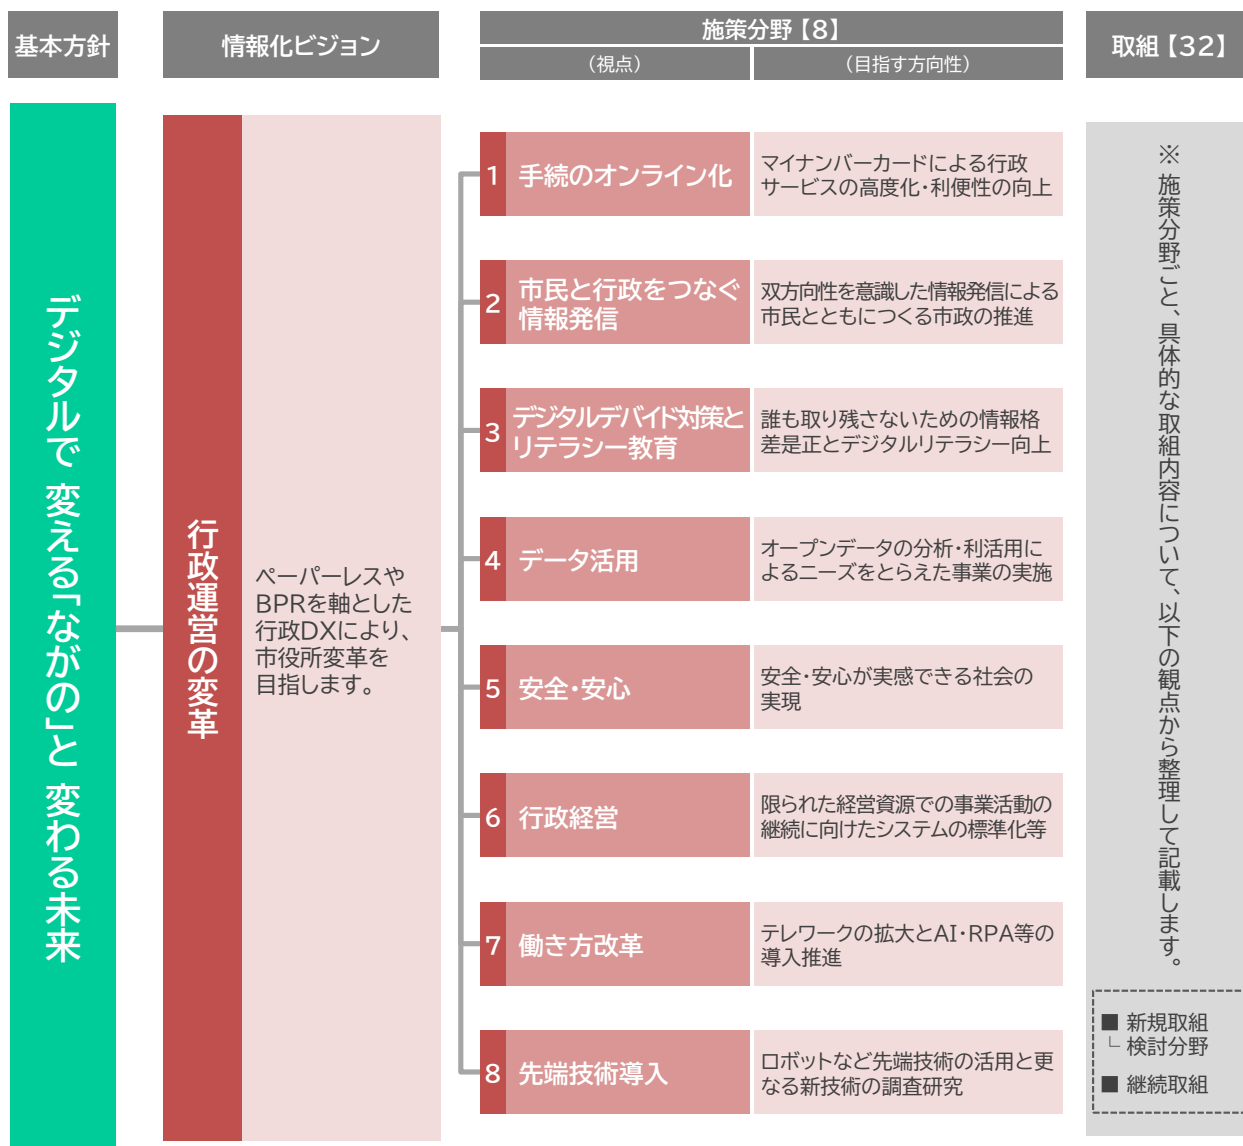 基本方針
情報化ビジョン
施策分野【8】
（視点）
（目指す方向性）
取組【32】
デジタルで 変える「ながの」と 変わる未来
行政運営の変革
ペーパーレスや
BPRを軸とした
行政DXにより、
市役所変革を
目指します。
1 手続のオンライン化
マイナンバーカードによる行政
サービスの高度化・利便性の向上
2 市民と行政をつなぐ
情報発信
双方向性を意識した情報発信による
市民とともにつくる市政の推進
3 デジタルデバイド対策と
リテラシー教育
誰も取り残さないための情報格
差是正とデジタルリテラシー向上
4 データ活用
オープンデータの分析・利活用に
よるニーズをとらえた事業の実施
5 安全・安心
安全・安心が実感できる社会の
実現
6 行政経営
限られた経営資源での事業活動の
継続に向けたシステムの標準化等
7 働き方改革
テレワークの拡大とAI・RPA等の
導入推進
8 先端技術導入
ロボットなど先端技術の活用と更
なる新技術の調査研究
※ 施策分野ごと、具体的な取組内容について、以下の観点から整理して記載します。
■ 新規取組
└ 検討分野
■ 継続取組